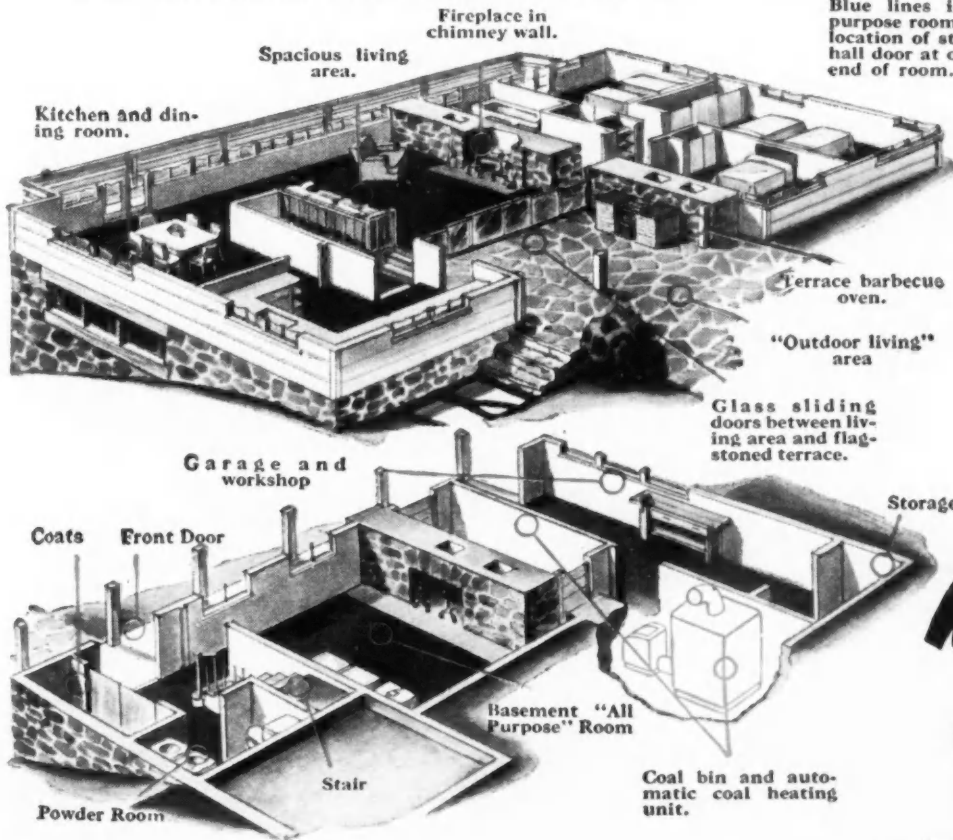 Fireplace in
chimney wall.
Blue lines
purpose room
location of
hall door at
end of room.
Spacious living
area.
Kitchen and din-
ing room.
Terrace barbecue
oven.
"Outdoor living"
area
Glass sliding
doors between liv-
ing area and flag-
stoned terrace.
Garage and
workshop
Storage
Coats
Front Door
Basement "All
Purpose" Room
Stair
Powder Room
Coal bin and auto-
matic coal heating
unit.